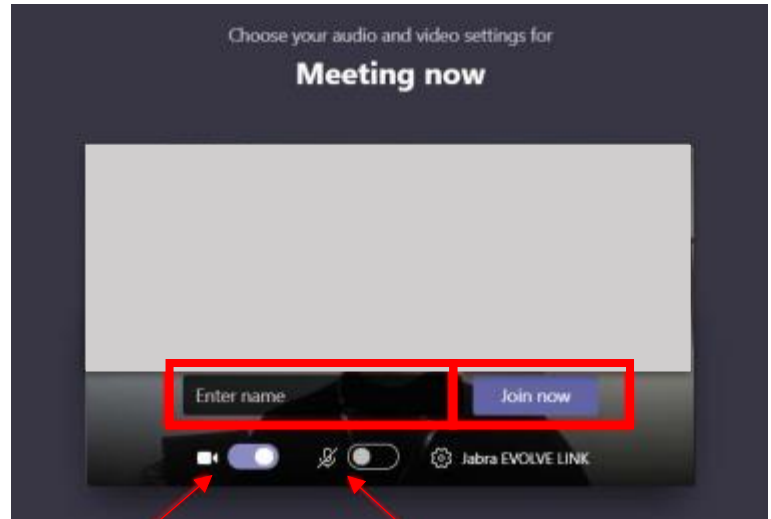 Choose your audio and video settings for
Meeting now
Enter name
Join now
Jabra EVOLVE LINK